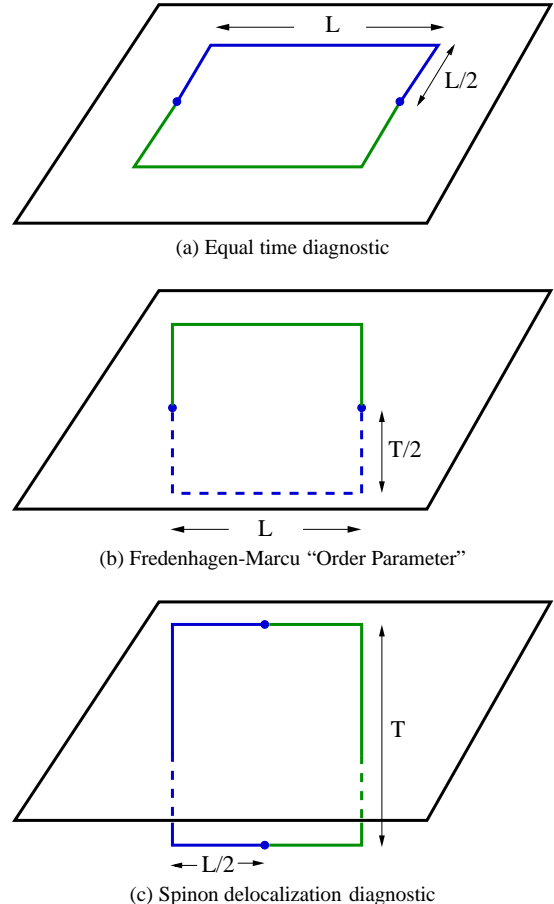 L
L/2
(a) Equal time diagnostic
T/2
L
(b) Fredenhagen-Marcu “Order Parameter”
T
L/2
(c) Spinon delocalization diagnostic